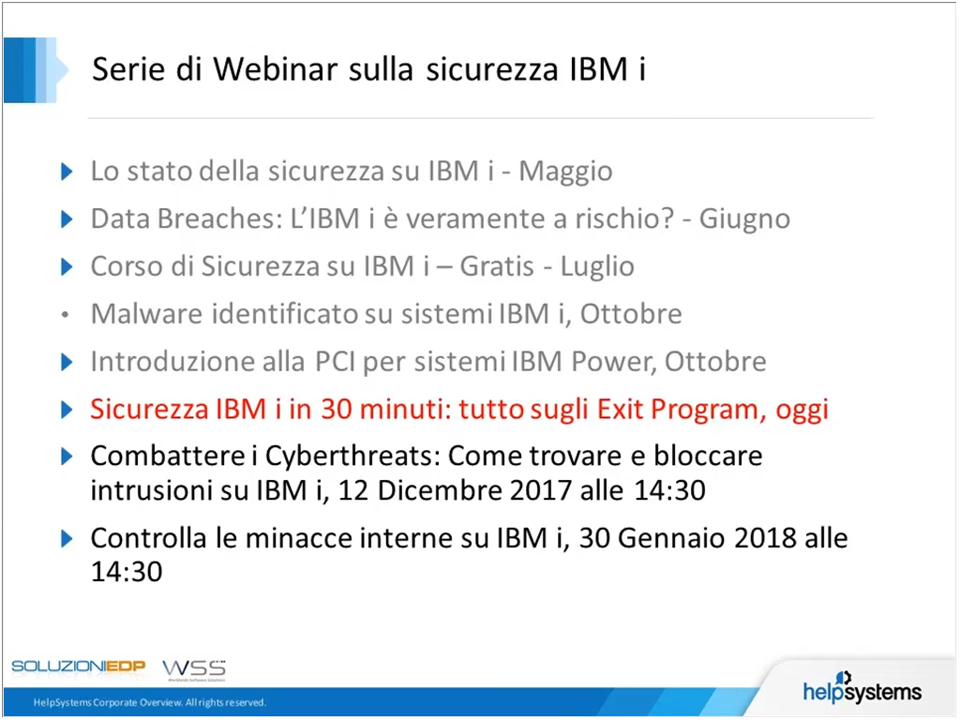 Serie di Webinar sulla sicurezza IBM i
Lo stato della sicurezza su IBM i - Maggio
Data Breaches: L’IBM i è veramente a rischio? - Giugno
Corso di Sicurezza su IBM i – Gratis - Luglio
• Malware identificato su sistemi IBM i, Ottobre
Introduzione alla PCI per sistemi IBM Power, Ottobre
Sicurezza IBM i in 30 minuti: tutto sugli Exit Program, oggi
Combattere i Cyberthreats: Come trovare e bloccare
intrusioni su IBM i, 12 Dicembre 2017 alle 14:30
Controlla le minacce interne su IBM i, 30 Gennaio 2018 alle
14:30
SOLUZIONIEDP WSS
Worldwide Software Solutions
HelpSystems Corporate Overview. All rights reserved.
helpsystems